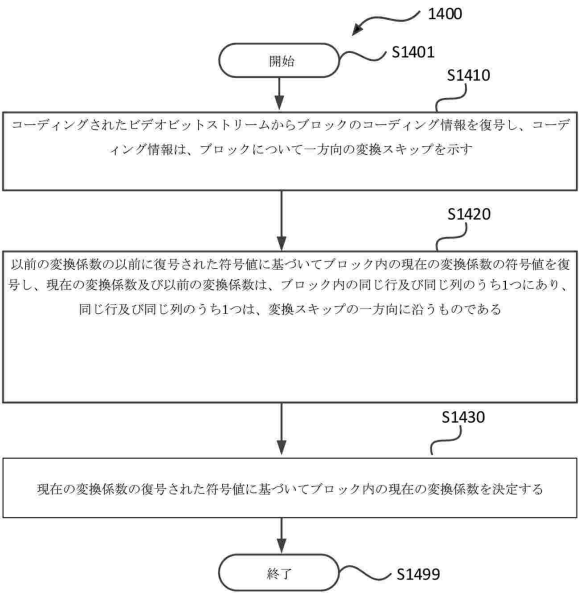 1400
開始
S1401
S1410
コーディングされたビデオビットストリームからブロックのコーディング情報を復号し、コーデ
ィング情報は、ブロックについて一方向の変換スキップを示す
S1420
以前の変換係数の以前に復号された符号値に基づいてブロック内の現在の変換係数の符号値を復
号し、現在の変換係数及び以前の変換係数は、ブロック内の同じ行及び同じ列のうち1つにあり、
同じ行及び同じ列のうち1つは、変換スキップの一方向に沿うものである
S1430
現在の変換係数の復号された符号値に基づいてブロック内の現在の変換係数を決定する
終了
S1499